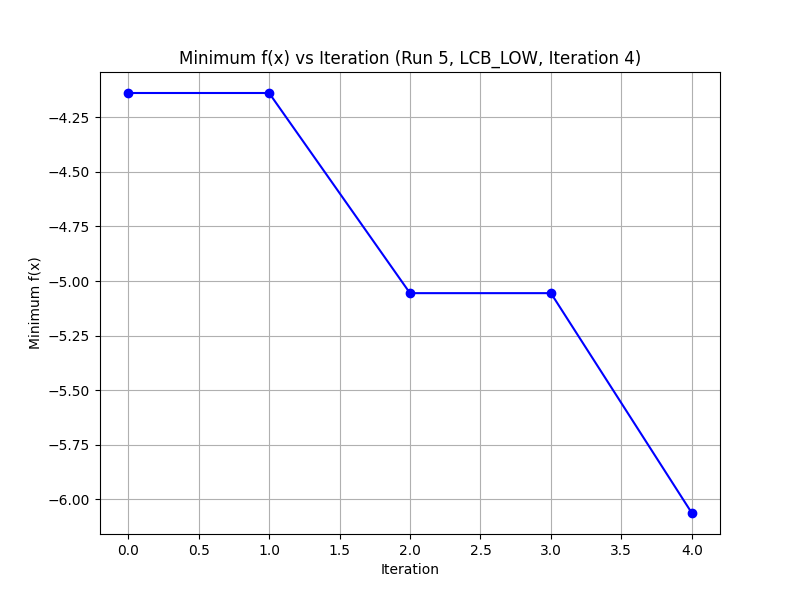 Minimum f(x) vs Iteration (Run 5, LCB_LOW, Iteration 4)
Minimum f(x)
−4.25
−4.50
−4.75
−5.00
−5.25
−5.50
−5.75
−6.00
0.0 0.5 1.0 1.5 2.0 2.5 3.0 3.5 4.0
Iteration